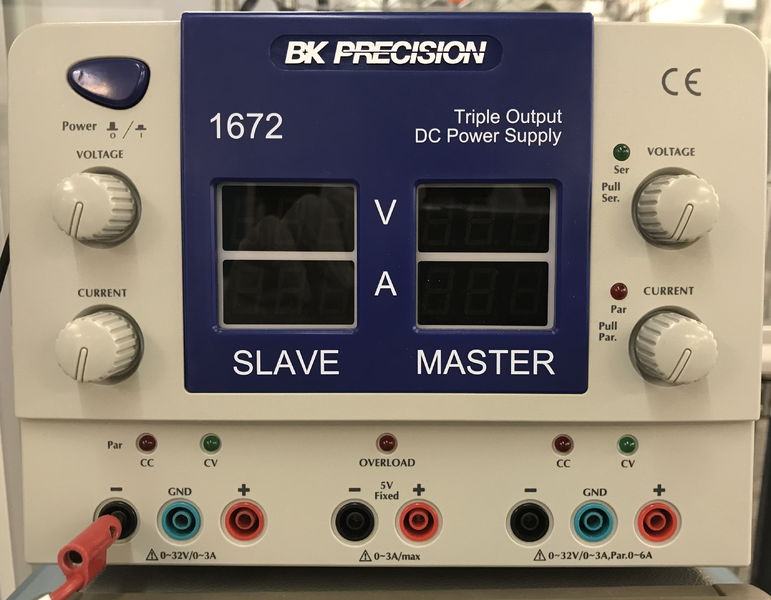 BK PRECISION
1672
Triple Output
DC Power Supply
CE
Power
O / I
VOLTAGE
CURRENT
V
A
SLAVE
MASTER
Ser
VOLTAGE
Pull
Ser.
Par
CURRENT
Pull
Par.
Par
CC
CV
OVERLOAD
CC
CV
−
GND
+
−
5V
Fixed
+
−
GND
+
0~32V/0~3A
0~3A/max
0~32V/0~3A,Par.0~6A